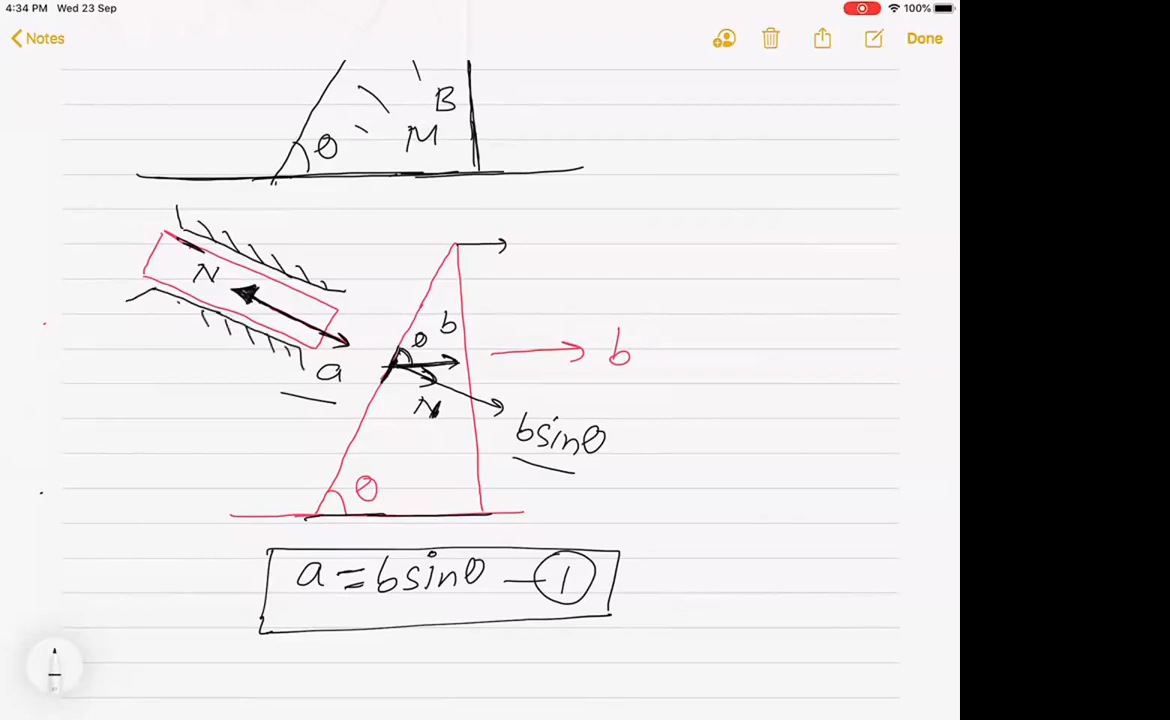 4:34 PM Wed 23 Sep
100%
Notes
Done
B
θ
M
N
b
θ
b
a
N
bsinθ
θ
a = bsinθ — 1